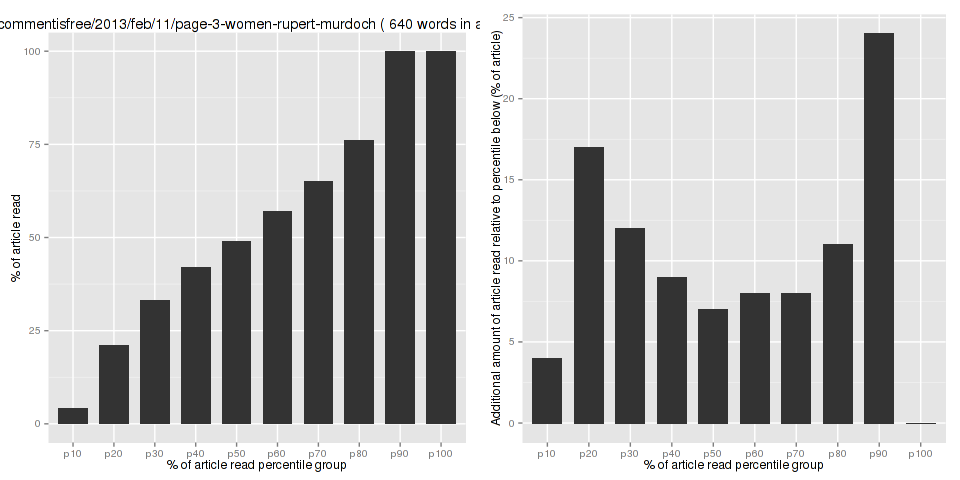 commentisfree/2013/feb/11/page-3-women-rupert-murdoch ( 640 words in a
% of article read
100
75
50
25
0
p10 p20 p30 p40 p50 p60 p70 p80 p90 p100
% of article read percentile group
Additional amount of article read relative to percentile below (% of article)
25
20
15
10
5
0
p10 p20 p30 p40 p50 p60 p70 p80 p90 p100
% of article read percentile group